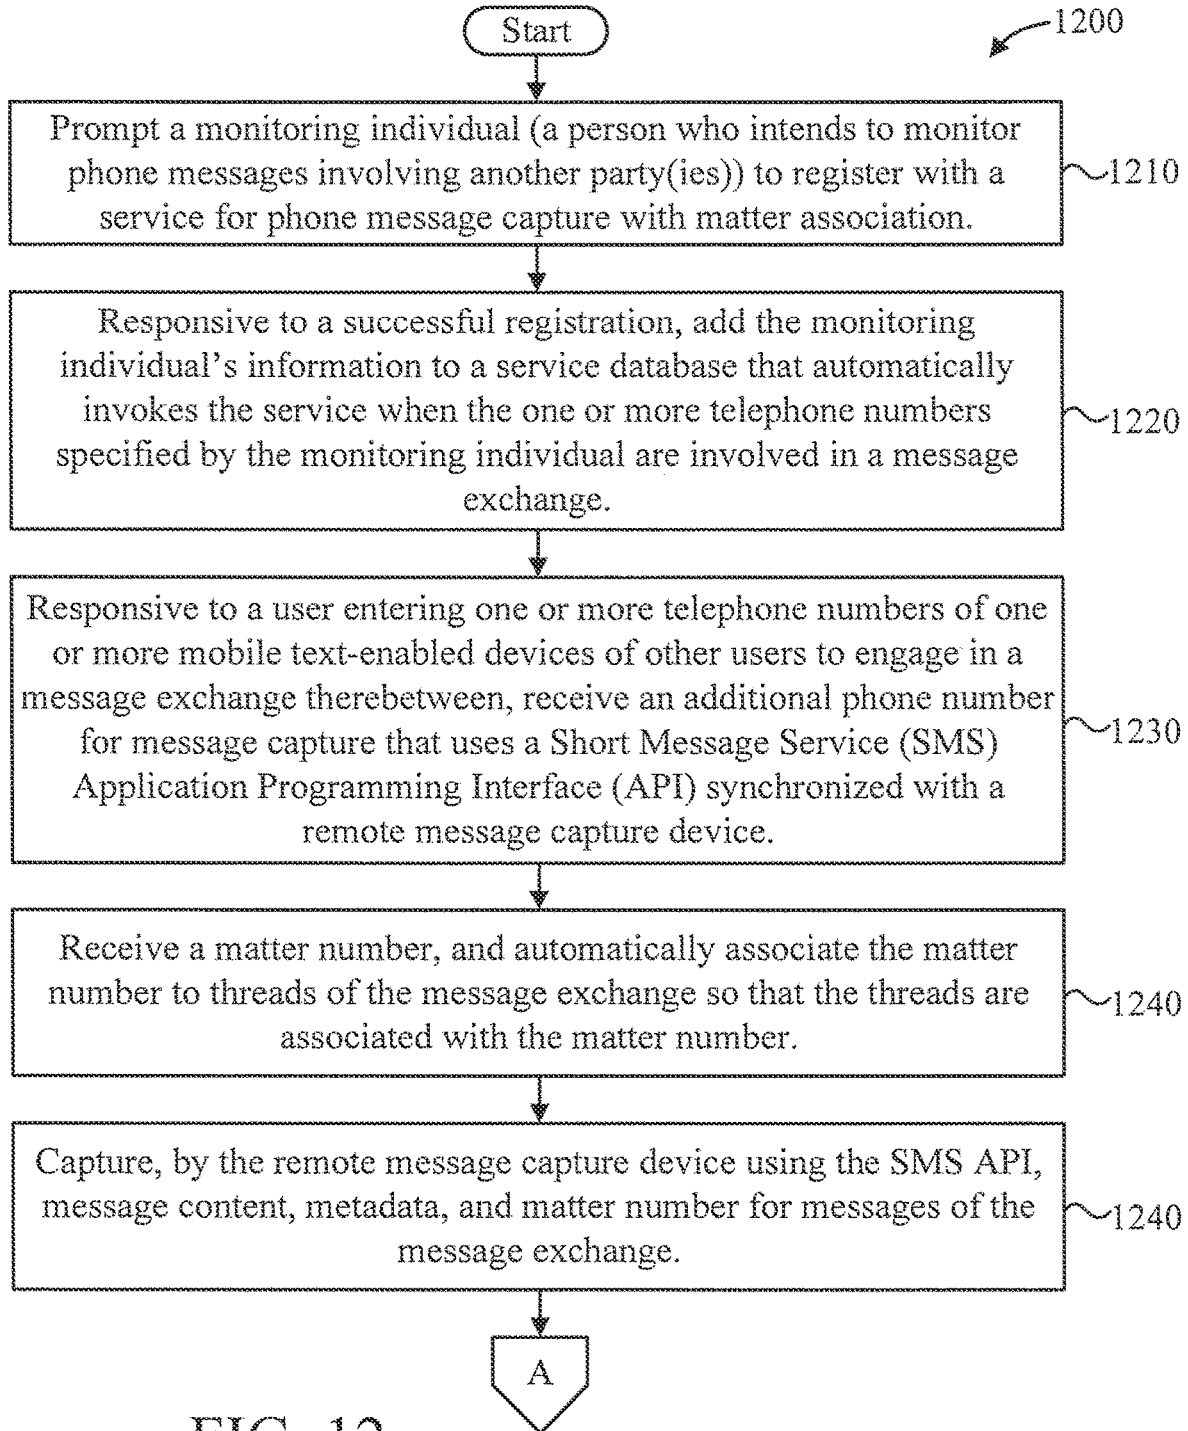 Start
1200
Prompt a monitoring individual (a person who intends to monitor
phone messages involving another party(ies)) to register with a
service for phone message capture with matter association.
1210
Responsive to a successful registration, add the monitoring
individual's information to a service database that automatically
invokes the service when the one or more telephone numbers
specified by the monitoring individual are involved in a message
exchange.
1220
Responsive to a user entering one or more telephone numbers of one
or more mobile text-enabled devices of other users to engage in a
message exchange therebetween, receive an additional phone number
for message capture that uses a Short Message Service (SMS)
Application Programming Interface (API) synchronized with a
remote message capture device.
1230
Receive a matter number, and automatically associate the matter
number to threads of the message exchange so that the threads are
associated with the matter number.
1240
Capture, by the remote message capture device using the SMS API,
message content, metadata, and matter number for messages of the
message exchange.
1240
A
FIG. 12